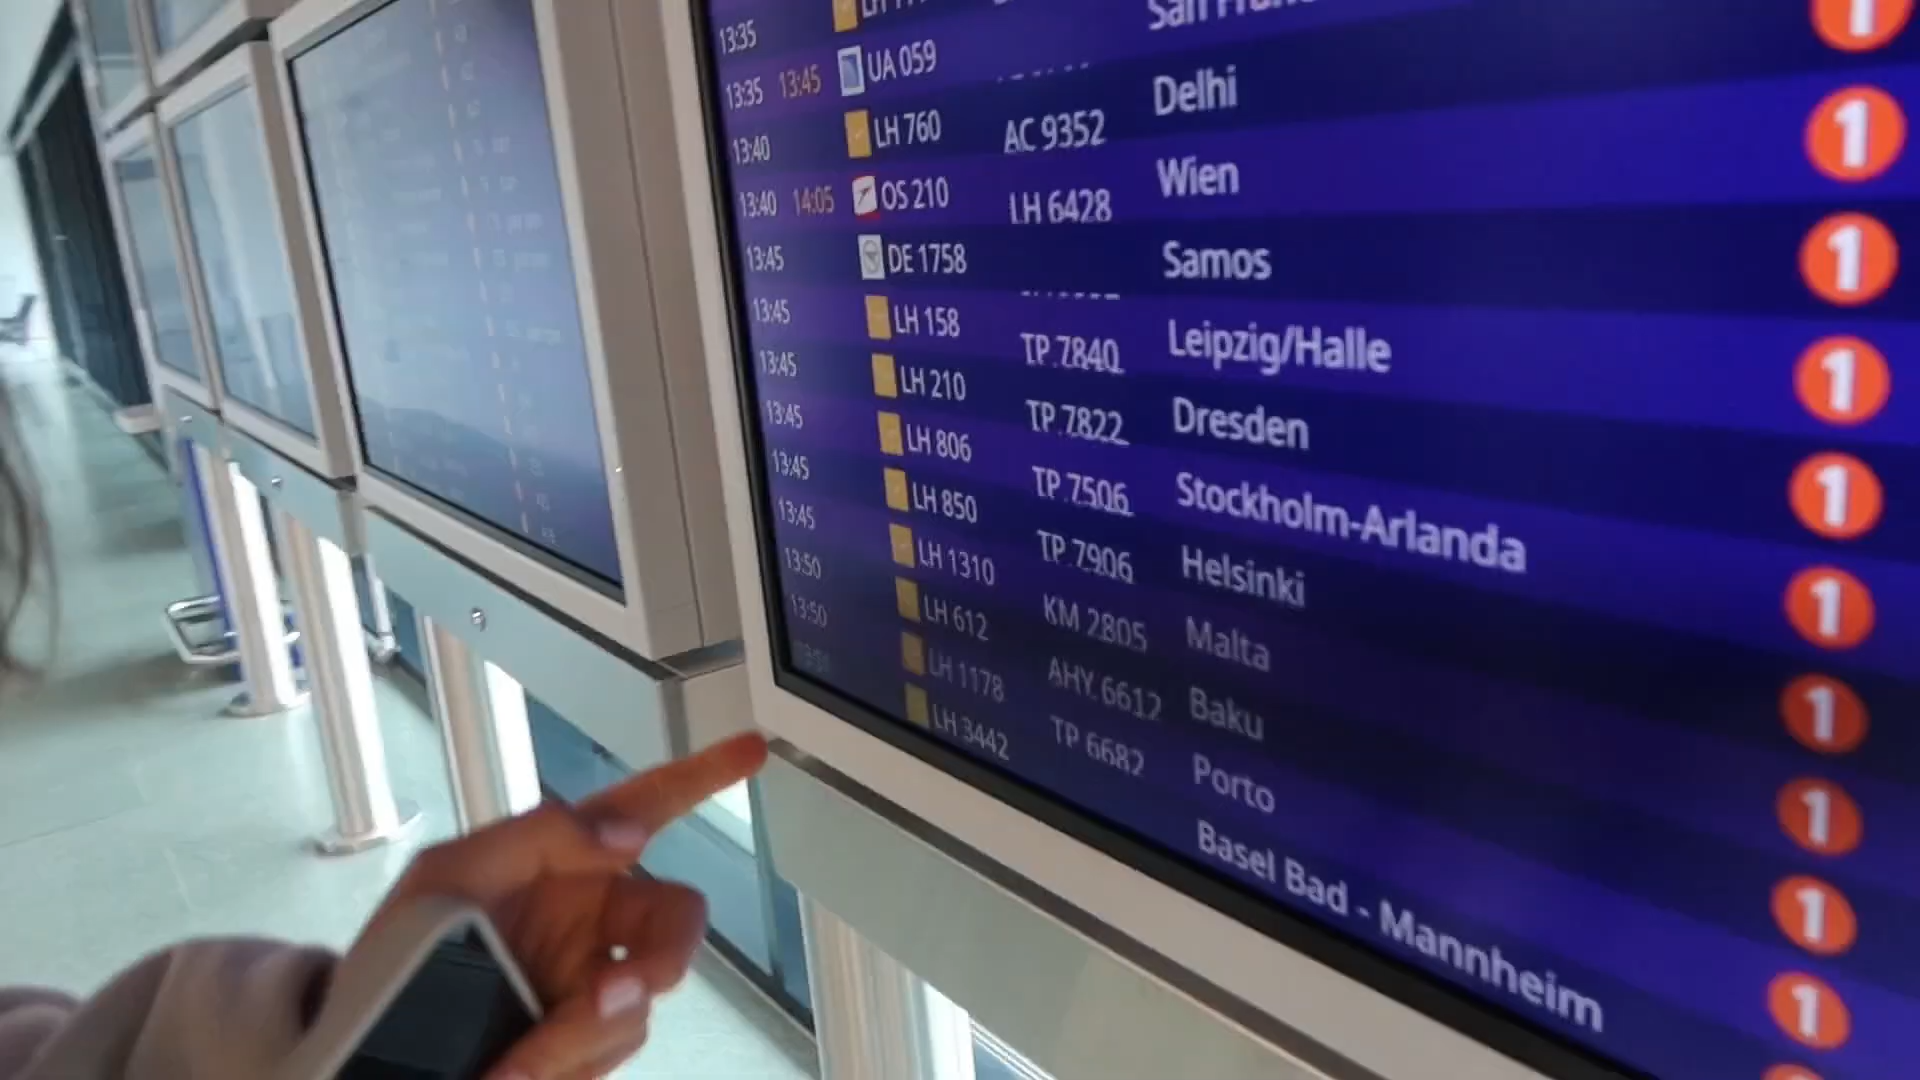 13:35
13:35 13:45 UA 059
13:40 LH 760 AC 9352 Delhi 1
13:40 14:05 OS 210 LH 6428 Wien 1
13:45 DE 1758 Samos 1
13:45 LH 158 TP 7840 Leipzig/Halle 1
13:45 LH 210 TP 7822 Dresden 1
13:45 LH 806 TP 7506 Stockholm-Arlanda 1
13:45 LH 850 TP 7906 Helsinki 1
13:45 LH 1310 KM 2805 Malta 1
13:50 LH 612 AHY 6612 Baku 1
13:50 LH 1178 TP 6682 Porto 1
LH 3442 Basel Bad - Mannheim 1